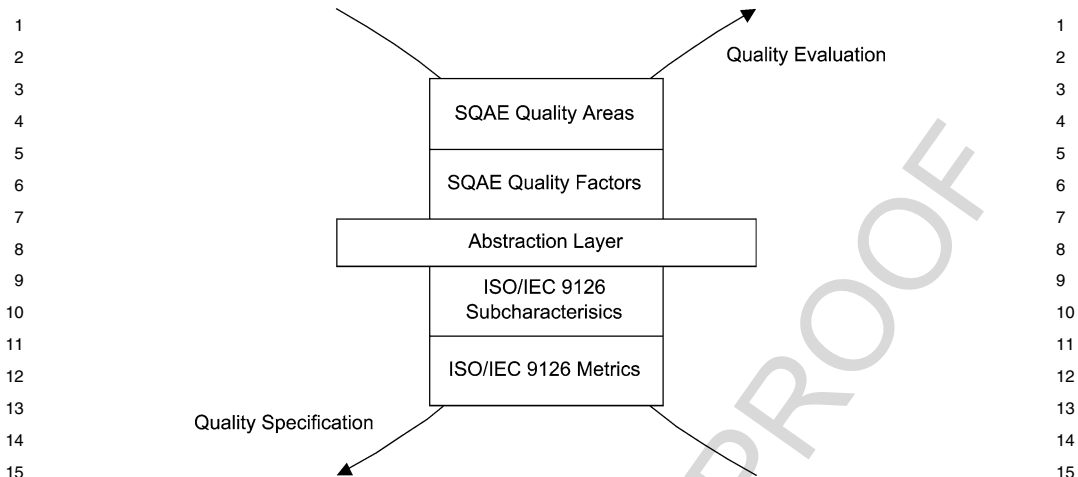 1 1
2 Quality Evaluation 2
3 3
SQAE Quality Areas
4 4
5 5
6 SQAE Quality Factors 6
7 7
8 Abstraction Layer 8
9 ISO/IEC 9126 9
10 Subcharacterisics 10
11 11
12 ISO/IEC 9126 Metrics 12
13 13
Quality Specification
14 14
15 15
PROOF